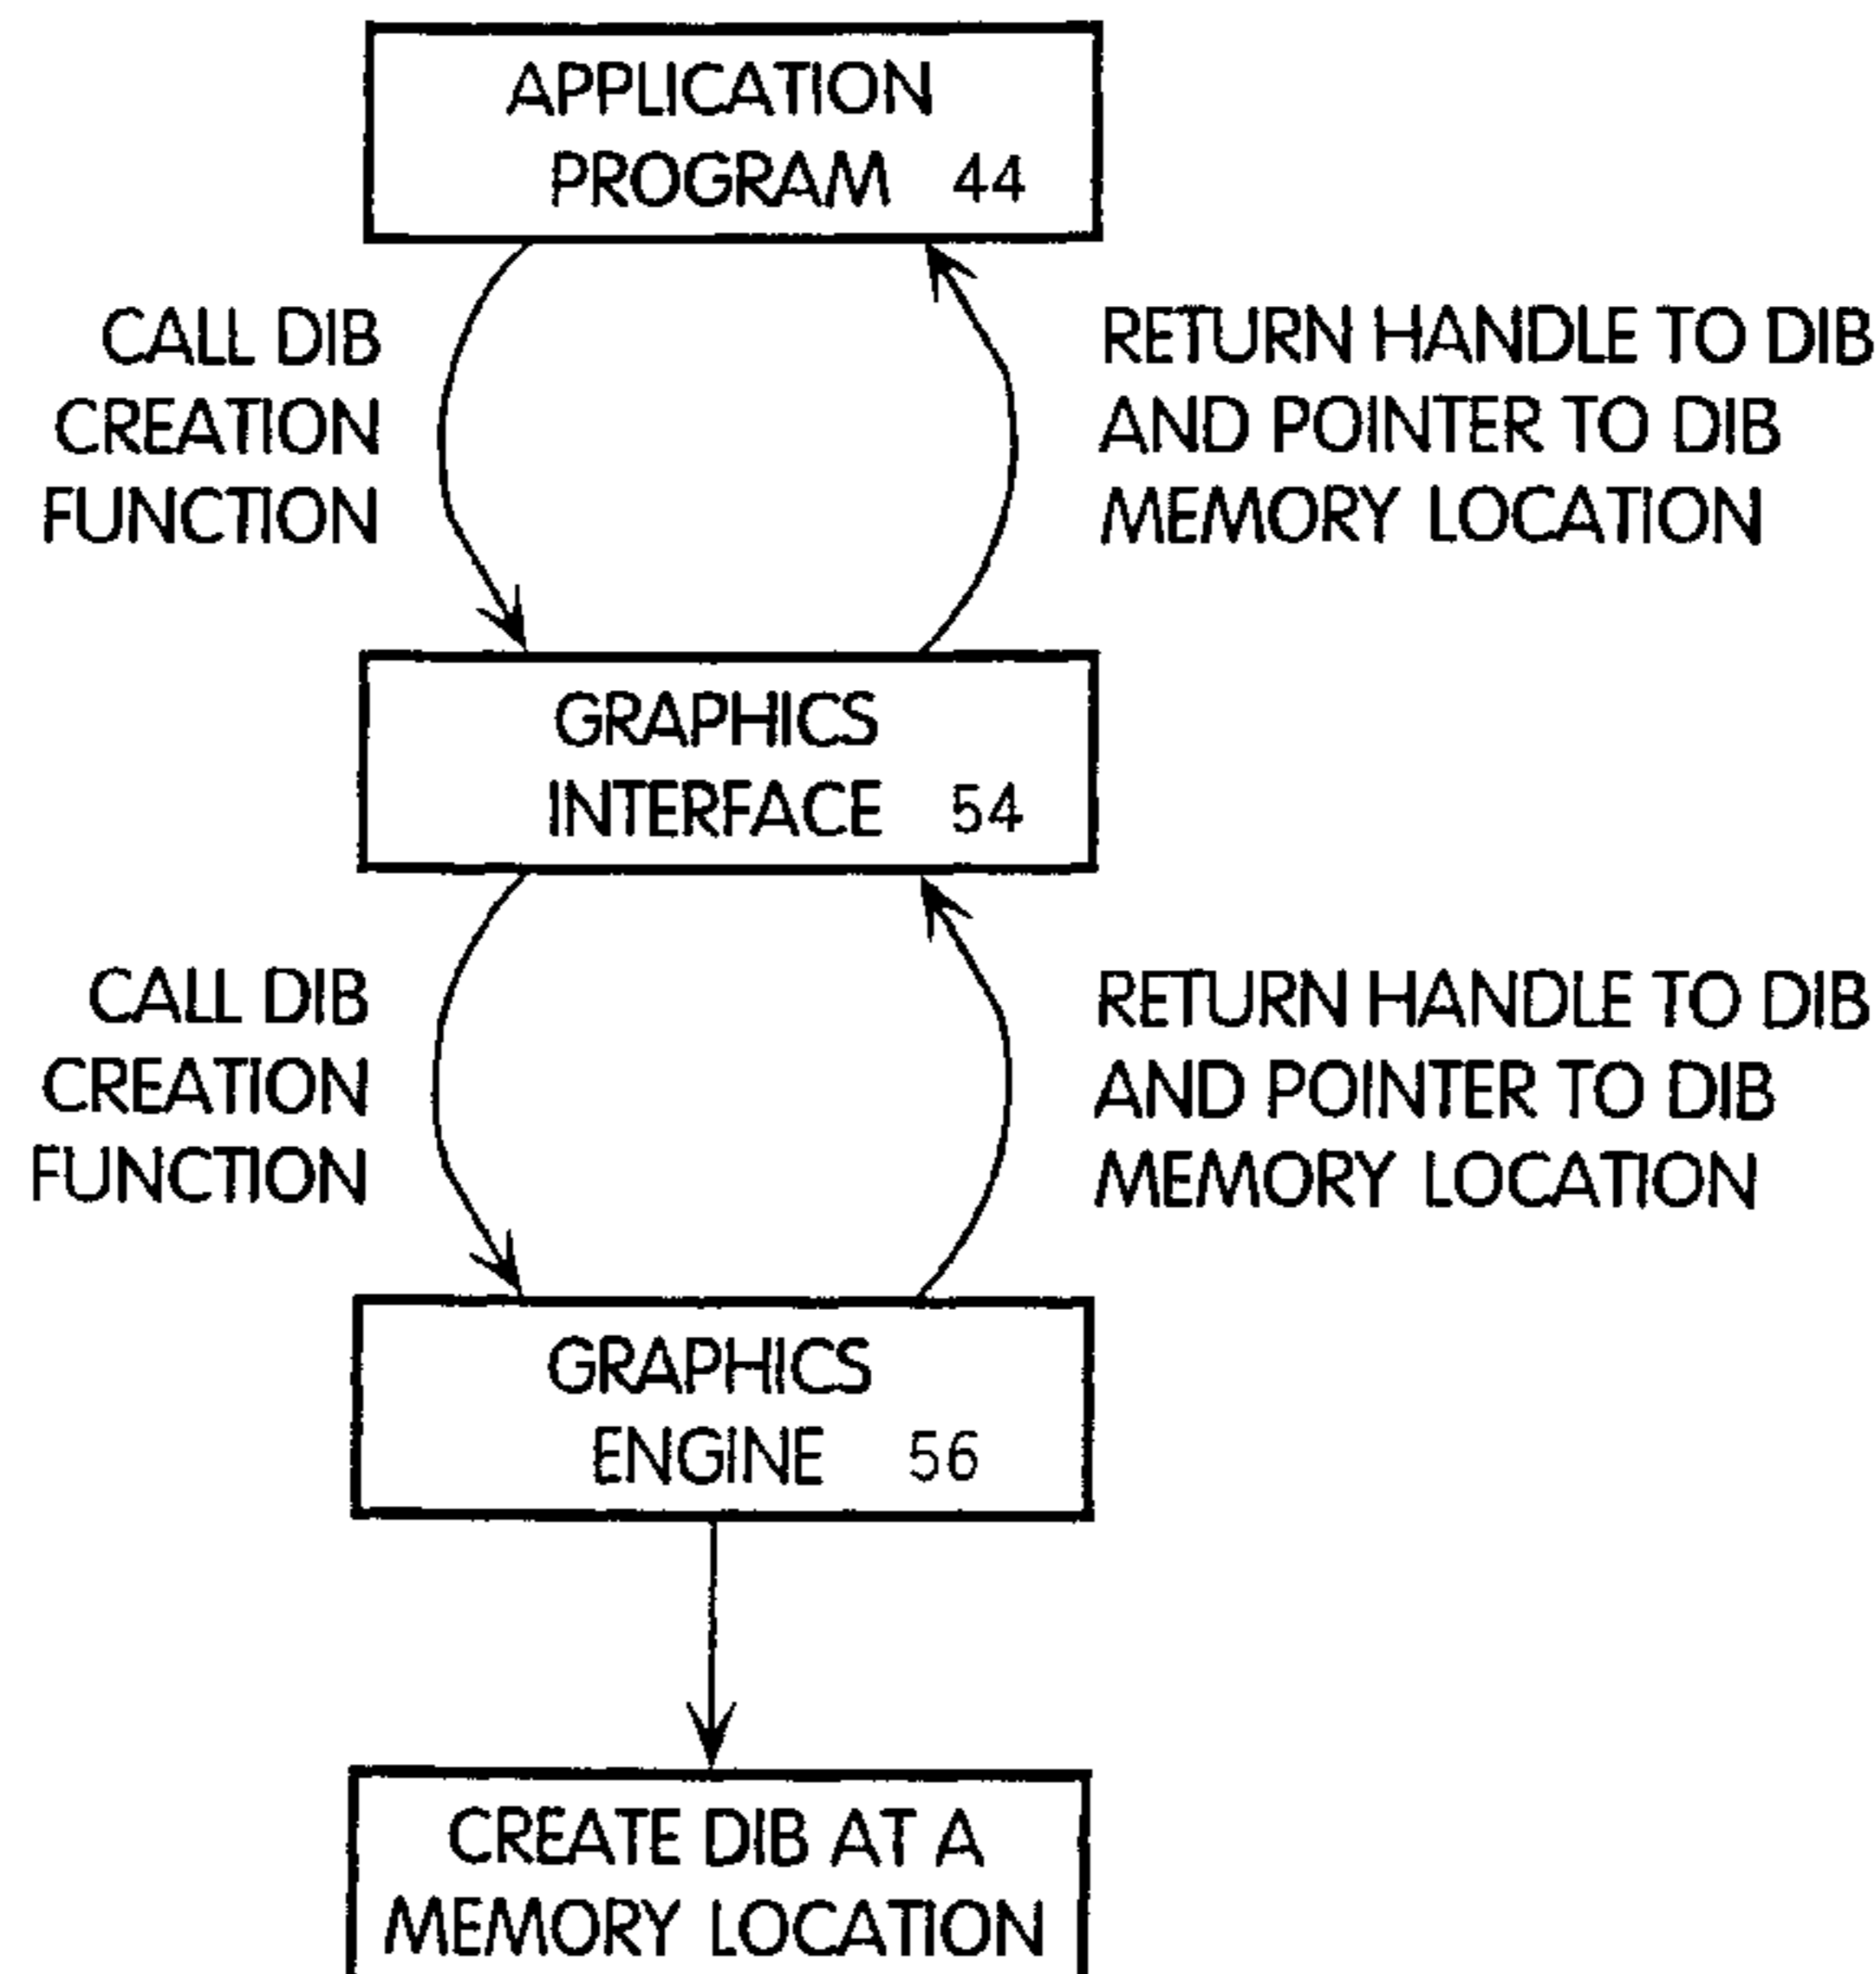 APPLICATION
PROGRAM 44
CALL DIB
CREATION
FUNCTION
RETURN HANDLE TO DIB
AND POINTER TO DIB
MEMORY LOCATION
GRAPHICS
INTERFACE 54
CALL DIB
CREATION
FUNCTION
RETURN HANDLE TO DIB
AND POINTER TO DIB
MEMORY LOCATION
GRAPHICS
ENGINE 56
CREATE DIB AT A
MEMORY LOCATION